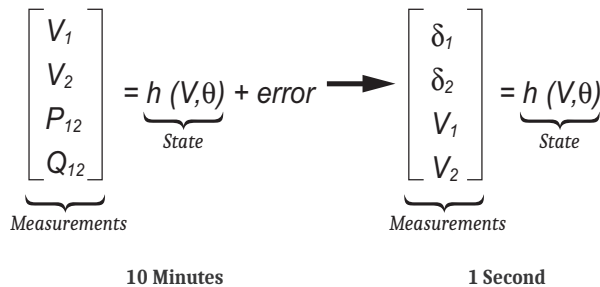 V₁
V₂
P₁₂
Q₁₂
= h (V,θ) + error
State
Measurements
10 Minutes
δ₁
δ₂
V₁
V₂
= h (V,θ)
State
Measurements
1 Second